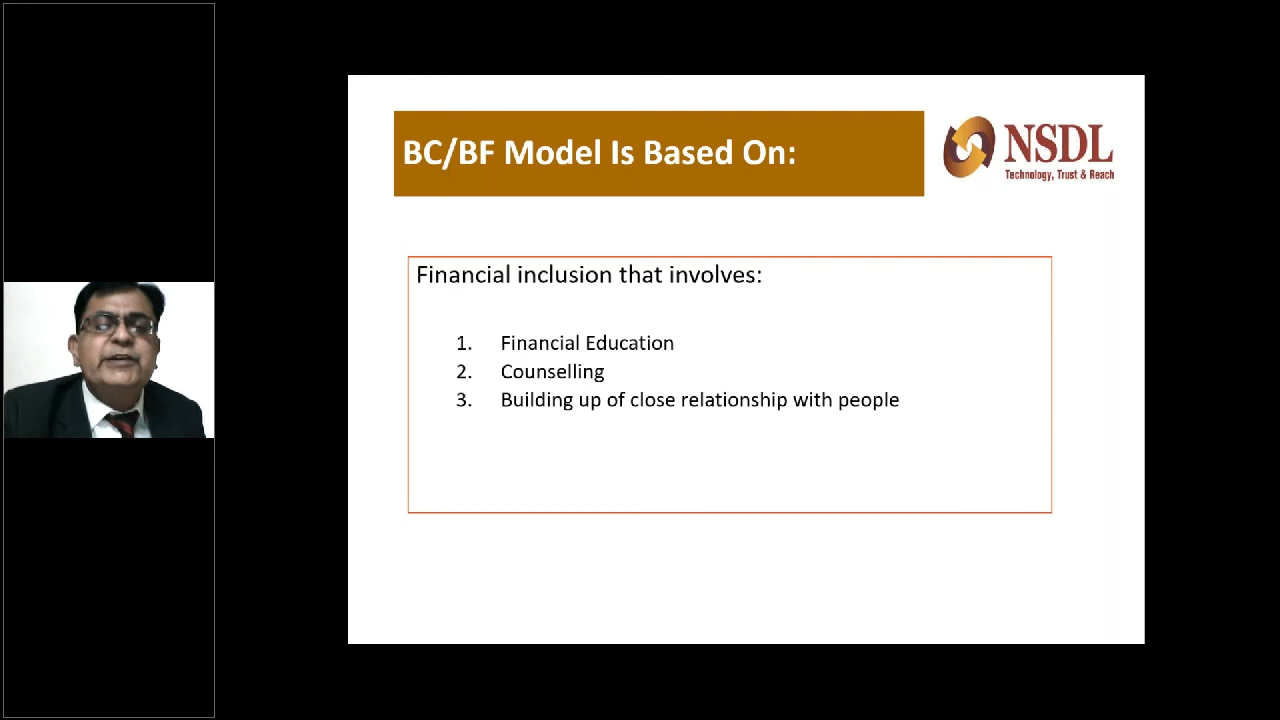 BC/BF Model Is Based On:
NSDL
Technology, Trust & Reach
Financial inclusion that involves:
1. Financial Education
2. Counselling
3. Building up of close relationship with people